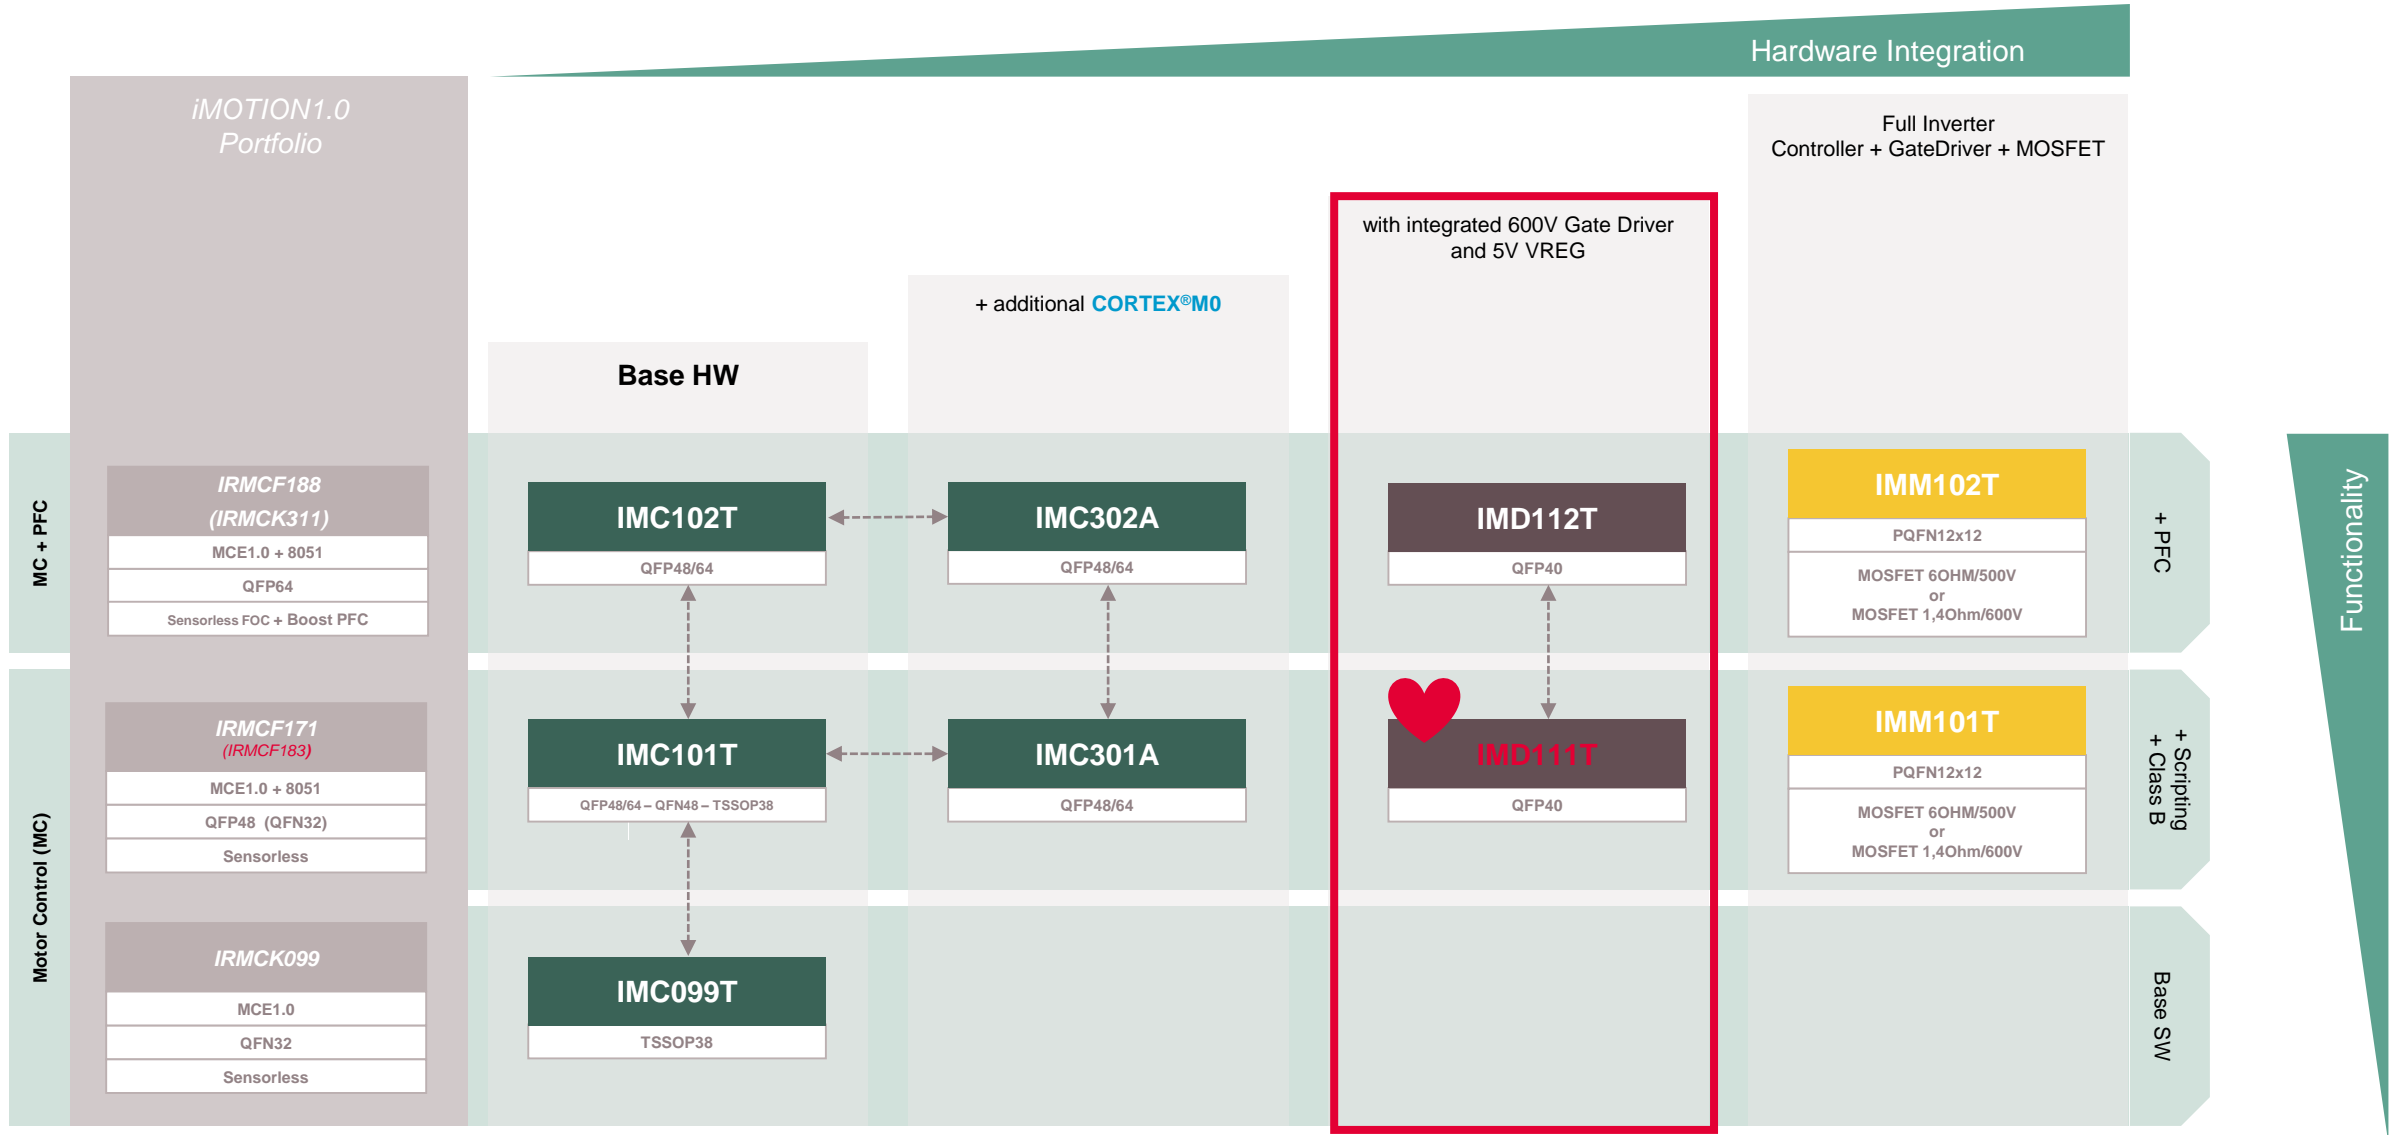 Hardware Integration
iMOTION1.0
Portfolio
Full Inverter
Controller + GateDriver + MOSFET
with integrated 600V Gate Driver
and 5V VREG
+ additional CORTEX®M0
Base HW
MC + PFC
IRMCF188
(IRMCK311)
MCE1.0 + 8051
QFP64
Sensorless FOC + Boost PFC
IMC102T
QFP48/64
IMC302A
QFP48/64
IMD112T
QFP40
IMM102T
PQFN12x12
MOSFET 6OHM/500V
or
MOSFET 1,4Ohm/600V
+ PFC
Functionality
Motor Control (MC)
IRMCF171
(IRMCF183)
MCE1.0 + 8051
QFP48 (QFN32)
Sensorless
IMC101T
QFP48/64 – QFN48 – TSSOP38
IMC301A
QFP48/64
IMD111T
QFP40
IMM101T
PQFN12x12
MOSFET 6OHM/500V
or
MOSFET 1,4Ohm/600V
+ Scripting
+ Class B
IRMCK099
MCE1.0
QFN32
Sensorless
IMC099T
TSSOP38
Base SW